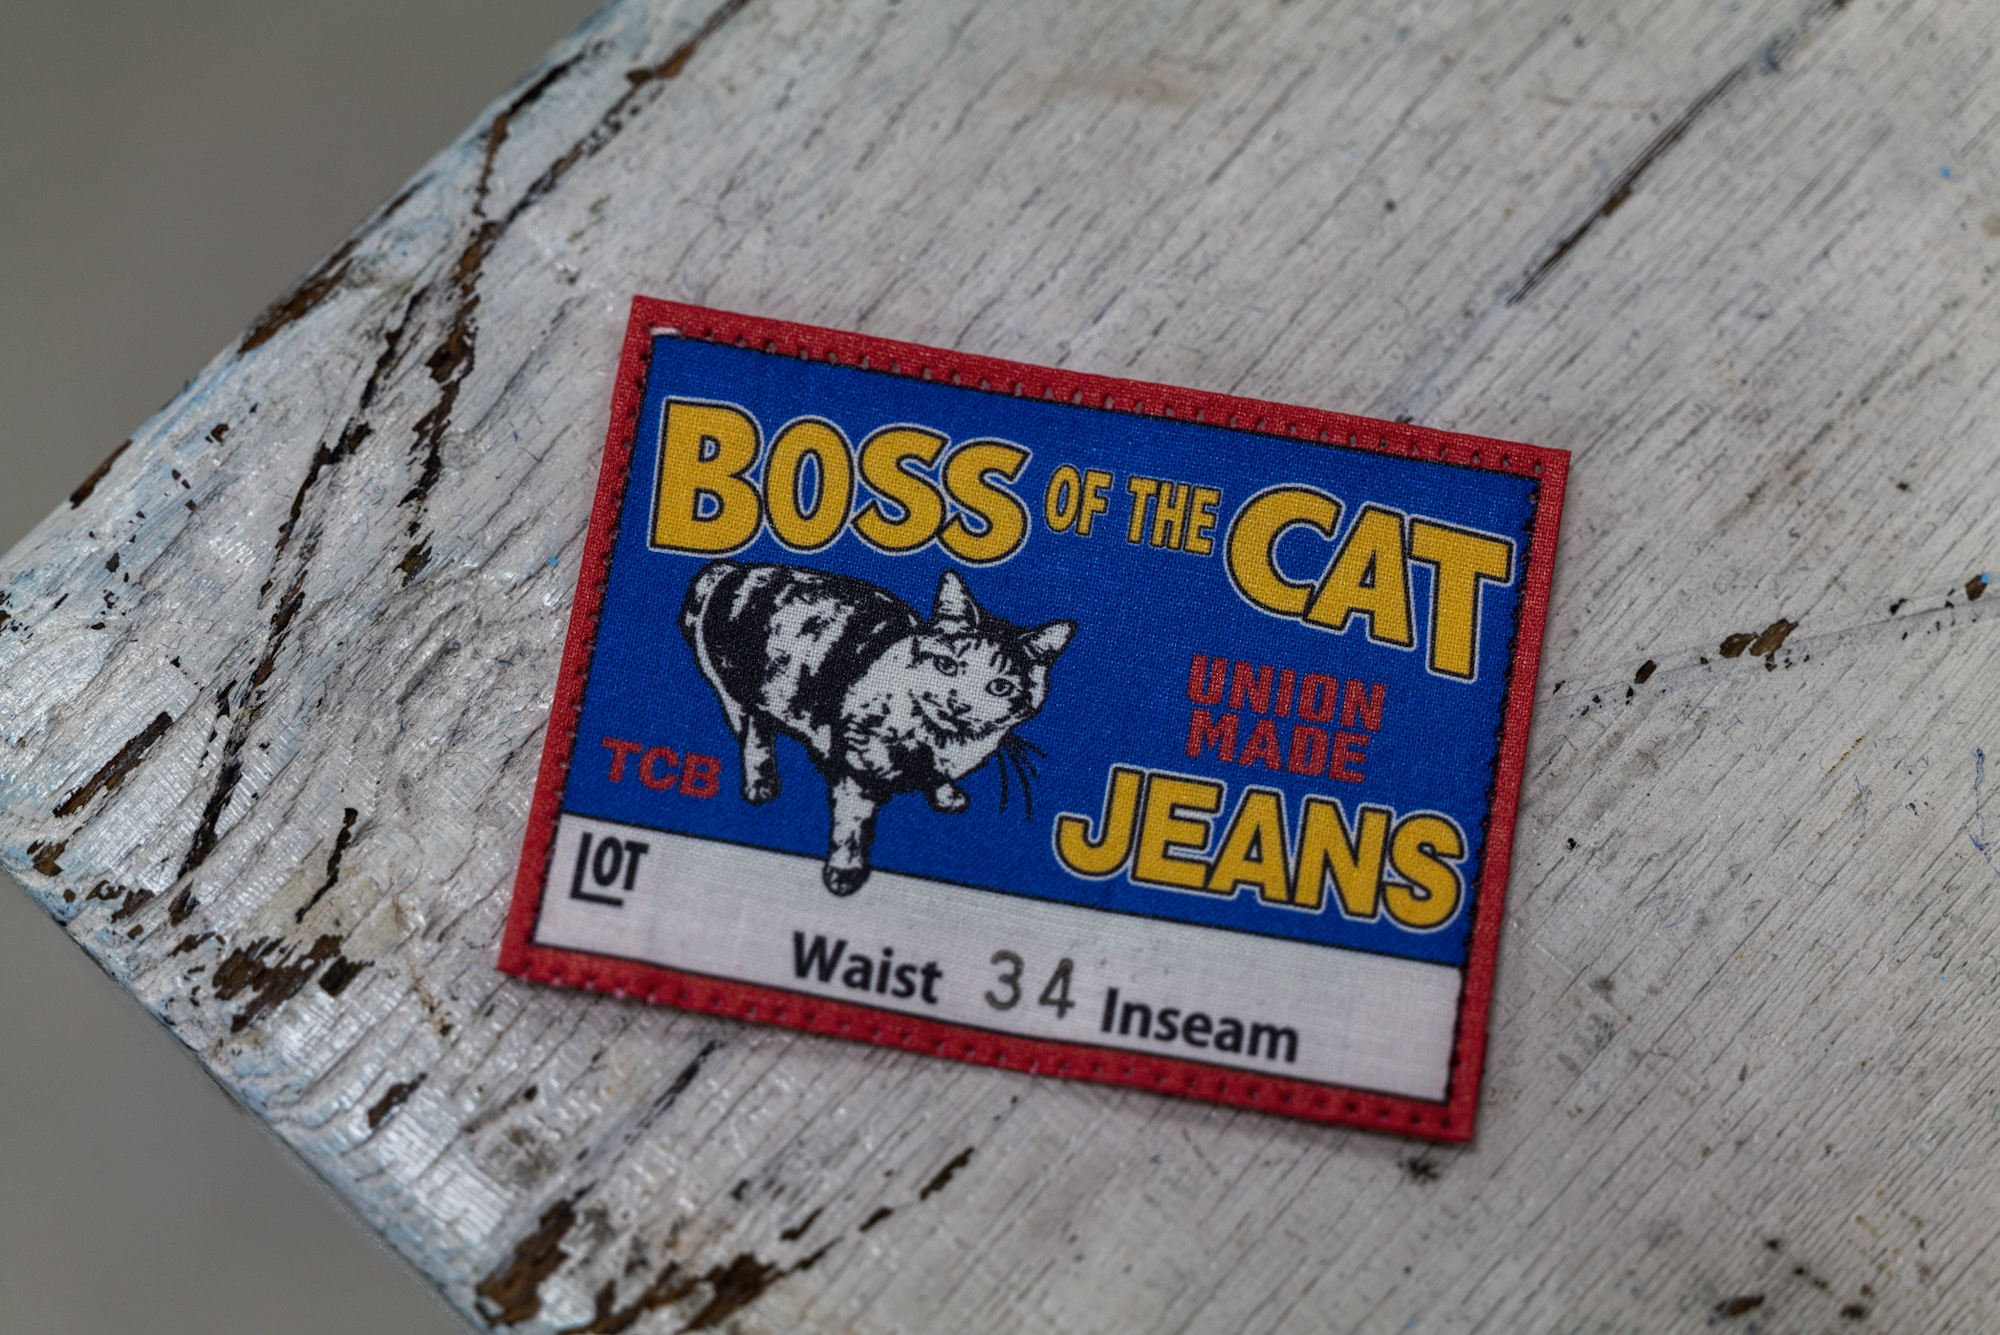 BOSS OF THE CAT
UNION
MADE
TCB
JEANS
LOT
Waist 34 Inseam